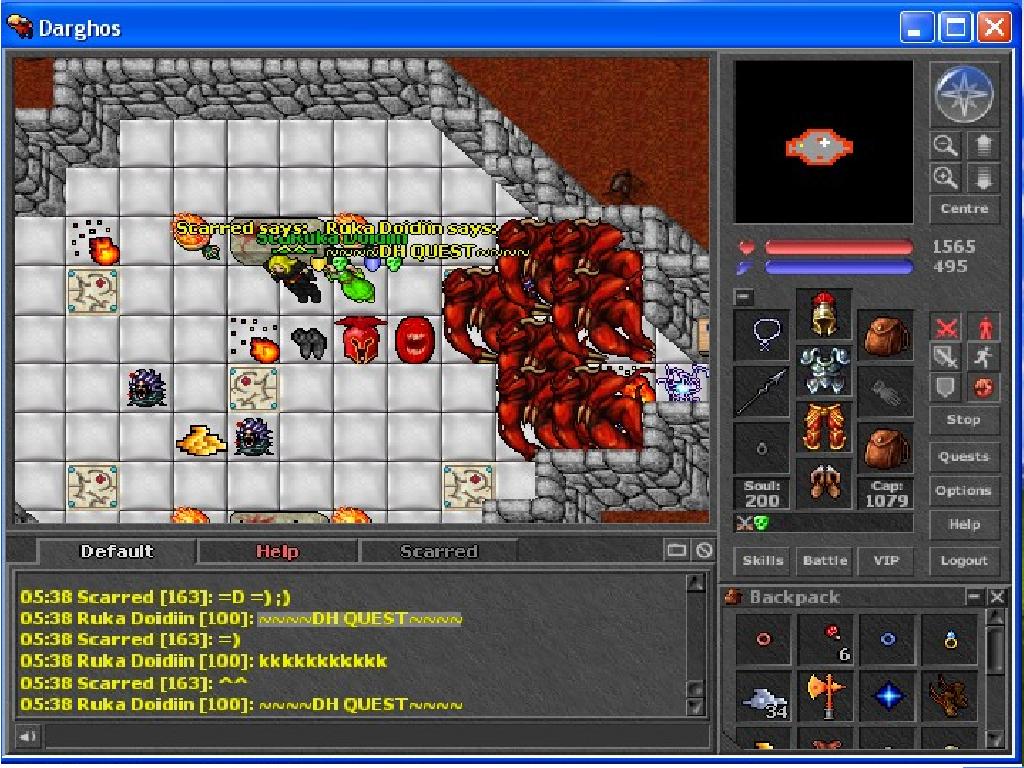 Darghos
Scarred says: Ruka Doidiin says:
Ruka Doidiin
^^ ~~~~DH QUEST~~~~
Centre
1565
495
Soul:
200
Cap:
1079
Stop
Quests
Options
Help
Skills Battle VIP Logout
Default Help Scarred
05:38 Scarred [163]: =D =) ;)
05:38 Ruka Doidiin [100]: ~~~~DH QUEST~~~~
05:38 Scarred [163]: =)
05:38 Ruka Doidiin [100]: kkkkkkkkkkk
05:38 Scarred [163]: ^^
05:38 Ruka Doidiin [100]: ~~~~DH QUEST~~~~
Backpack
6
34